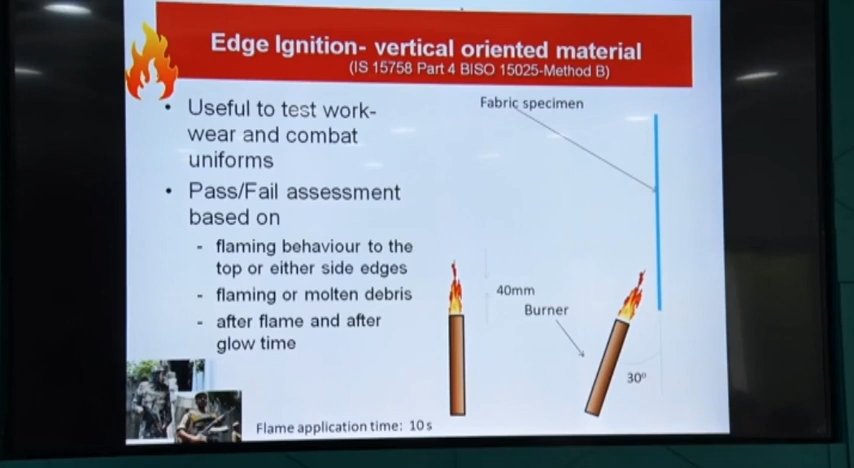 Edge Ignition- vertical oriented material
(IS 15758 Part 4 BISO 15025-Method B)
• Useful to test work-
wear and combat
uniforms
• Pass/Fail assessment
based on
- flaming behaviour to the
top or either side edges
- flaming or molten debris
- after flame and after
glow time
Fabric specimen
40mm
Burner
30º
Flame application time: 10 s